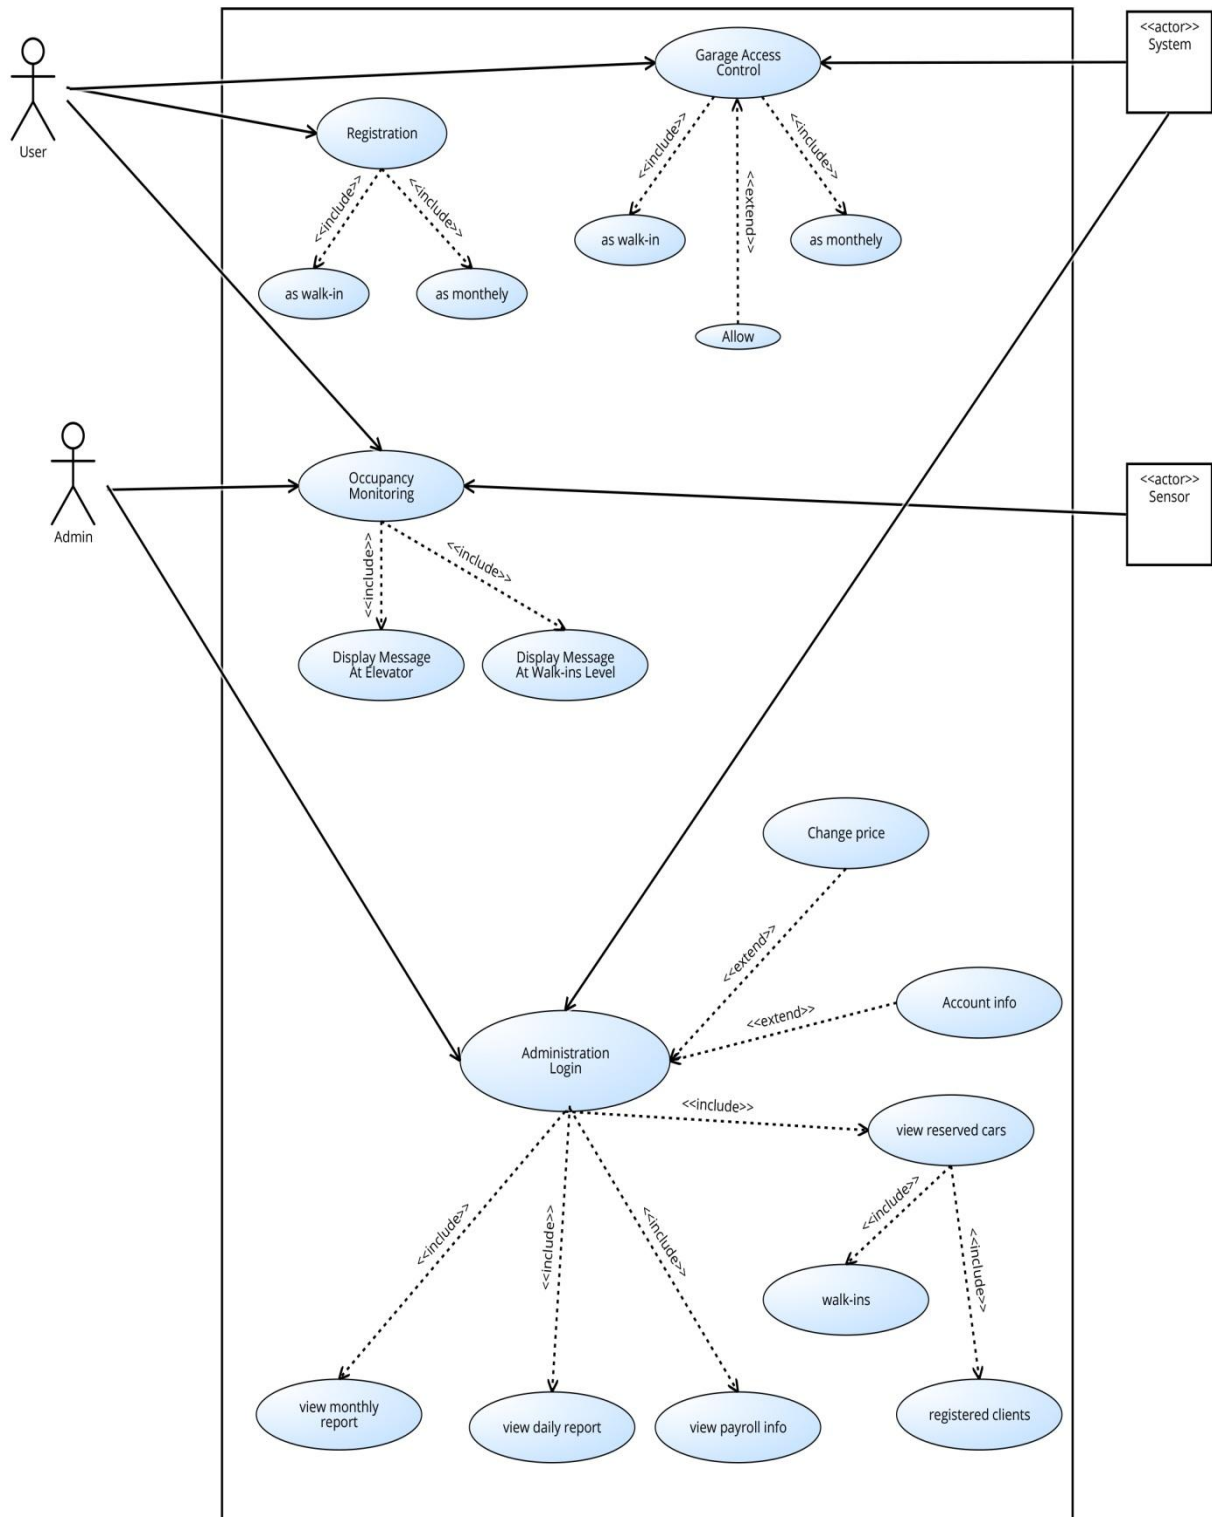 <<actor>>
System
User
Garage Access
Control
Registration
<<include>>
<<include>>
<<include>>
<<extend>>
<<include>>
as walk-in
as monthely
as walk-in
as monthely
Allow
Admin
Occupancy
Monitoring
<<actor>>
Sensor
<<include>>
<<include>>
Display Message
At Elevator
Display Message
At Walk-ins Level
Change price
<<extend>>
Account info
<<extend>>
Administration
Login
<<include>>
view reserved cars
<<include>>
<<include>>
<<include>>
<<include>>
<<include>>
walk-ins
view monthly
report
view daily report
view payroll info
registered clients